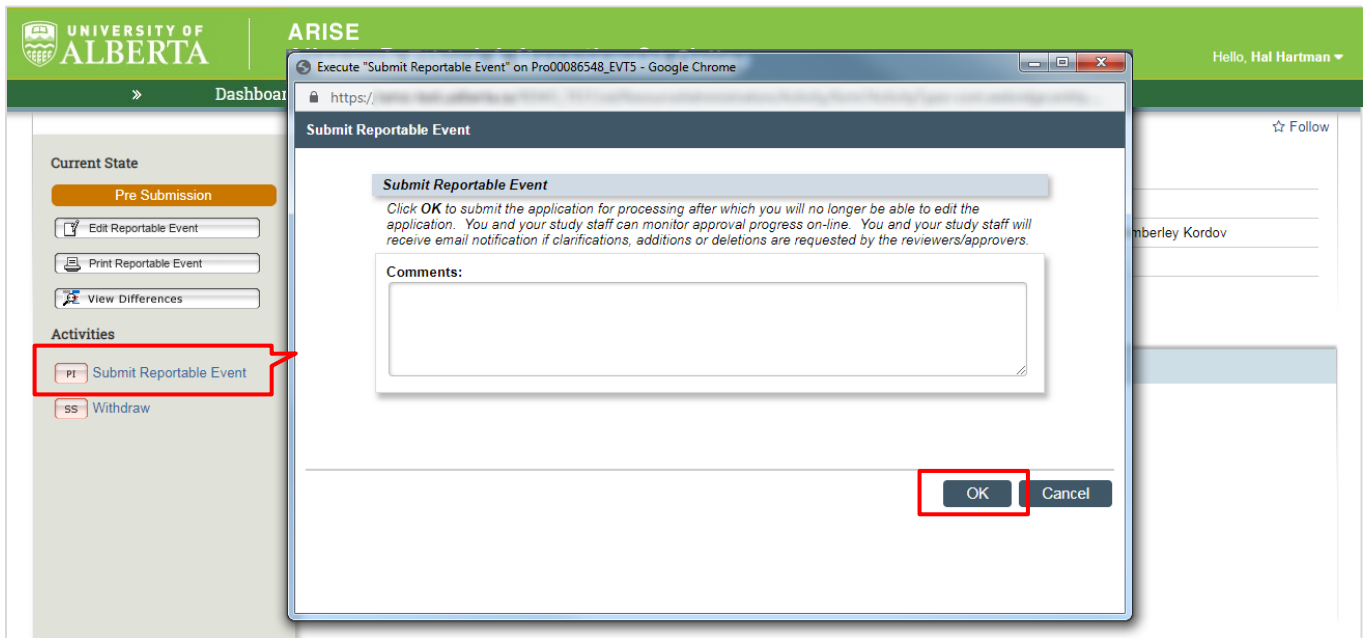 UNIVERSITY OF
ALBERTA
ARISE
Hello, Hal Hartman
» Dashboar
Execute "Submit Reportable Event" on Pro00086548_EVT5 - Google Chrome
https:/
Submit Reportable Event
☆ Follow
Current State
Pre Submission
Edit Reportable Event
Print Reportable Event
View Differences
Activities
PI Submit Reportable Event
SS Withdraw
Submit Reportable Event
Click OK to submit the application for processing after which you will no longer be able to edit the
application. You and your study staff can monitor approval progress on-line. You and your study staff will
receive email notification if clarifications, additions or deletions are requested by the reviewers/approvers.
Comments:
OK
Cancel
mberley Kordov